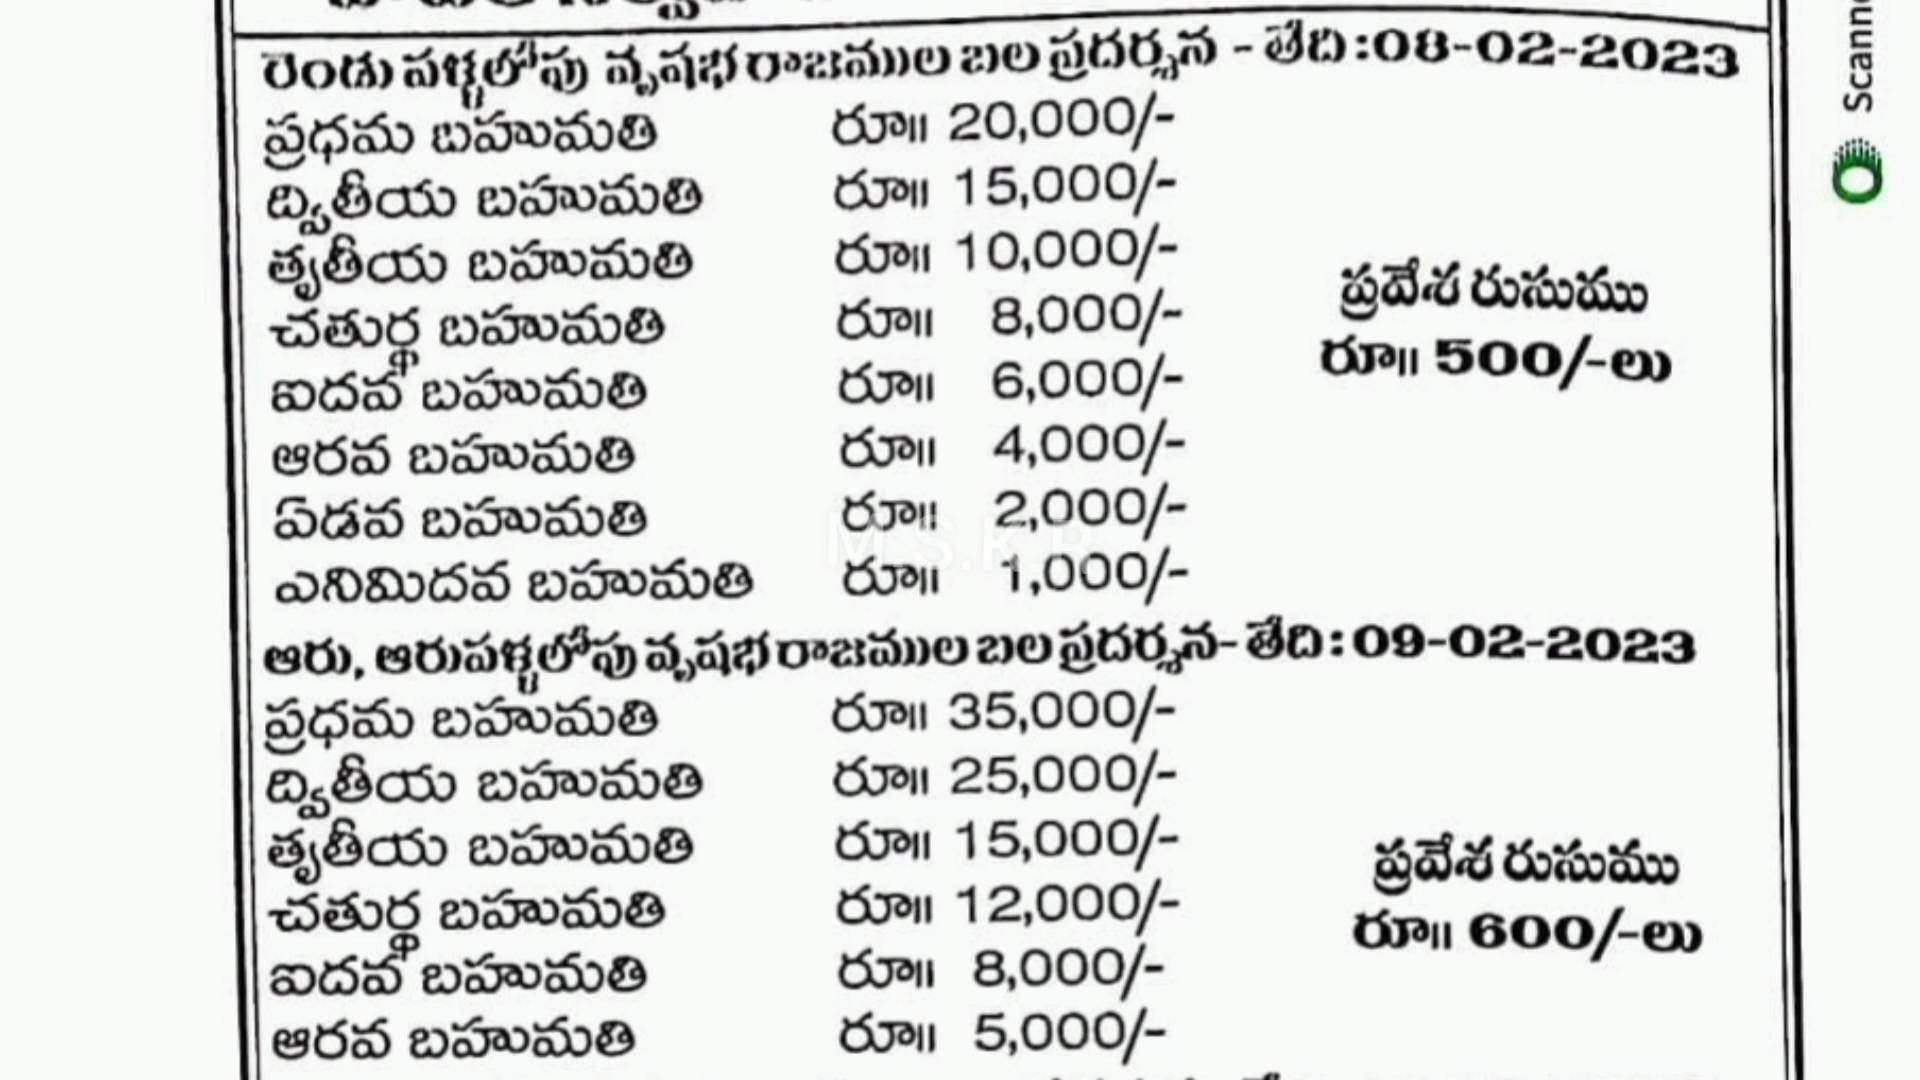 రెండు పళ్ళలోపు వృషభరాజముల బల ప్రదర్శన - తేది :08-02-2023
ప్రధమ బహుమతి రూ॥ 20,000/-
ద్వితీయ బహుమతి రూ॥ 15,000/-
తృతీయ బహుమతి రూ॥ 10,000/-
చతుర్థ బహుమతి రూ॥ 8,000/-
ఐదవ బహుమతి రూ॥ 6,000/-
ఆరవ బహుమతి రూ॥ 4,000/-
ఏడవ బహుమతి రూ॥ 2,000/-
ఎనిమిదవ బహుమతి రూ॥ 1,000/-
ప్రవేశ రుసుము
రూ॥ 500/-లు
ఆరు, ఆరుపళ్ళలోపు వృషభరాజముల బల ప్రదర్శన- తేది : 09-02-2023
ప్రధమ బహుమతి రూ॥ 35,000/-
ద్వితీయ బహుమతి రూ॥ 25,000/-
తృతీయ బహుమతి రూ॥ 15,000/-
చతుర్థ బహుమతి రూ॥ 12,000/-
ఐదవ బహుమతి రూ॥ 8,000/-
ఆరవ బహుమతి రూ॥ 5,000/-
ప్రవేశ రుసుము
రూ॥ 600/-లు
M.S.K.R